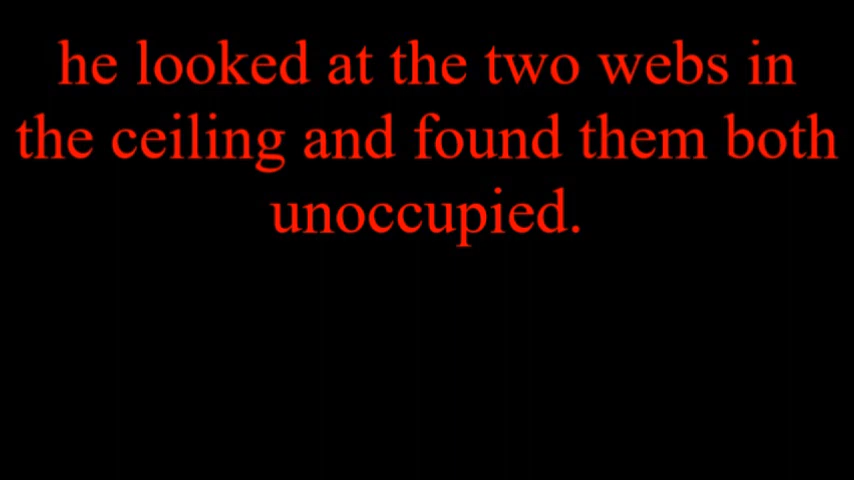 he looked at the two webs in
the ceiling and found them both
unoccupied.